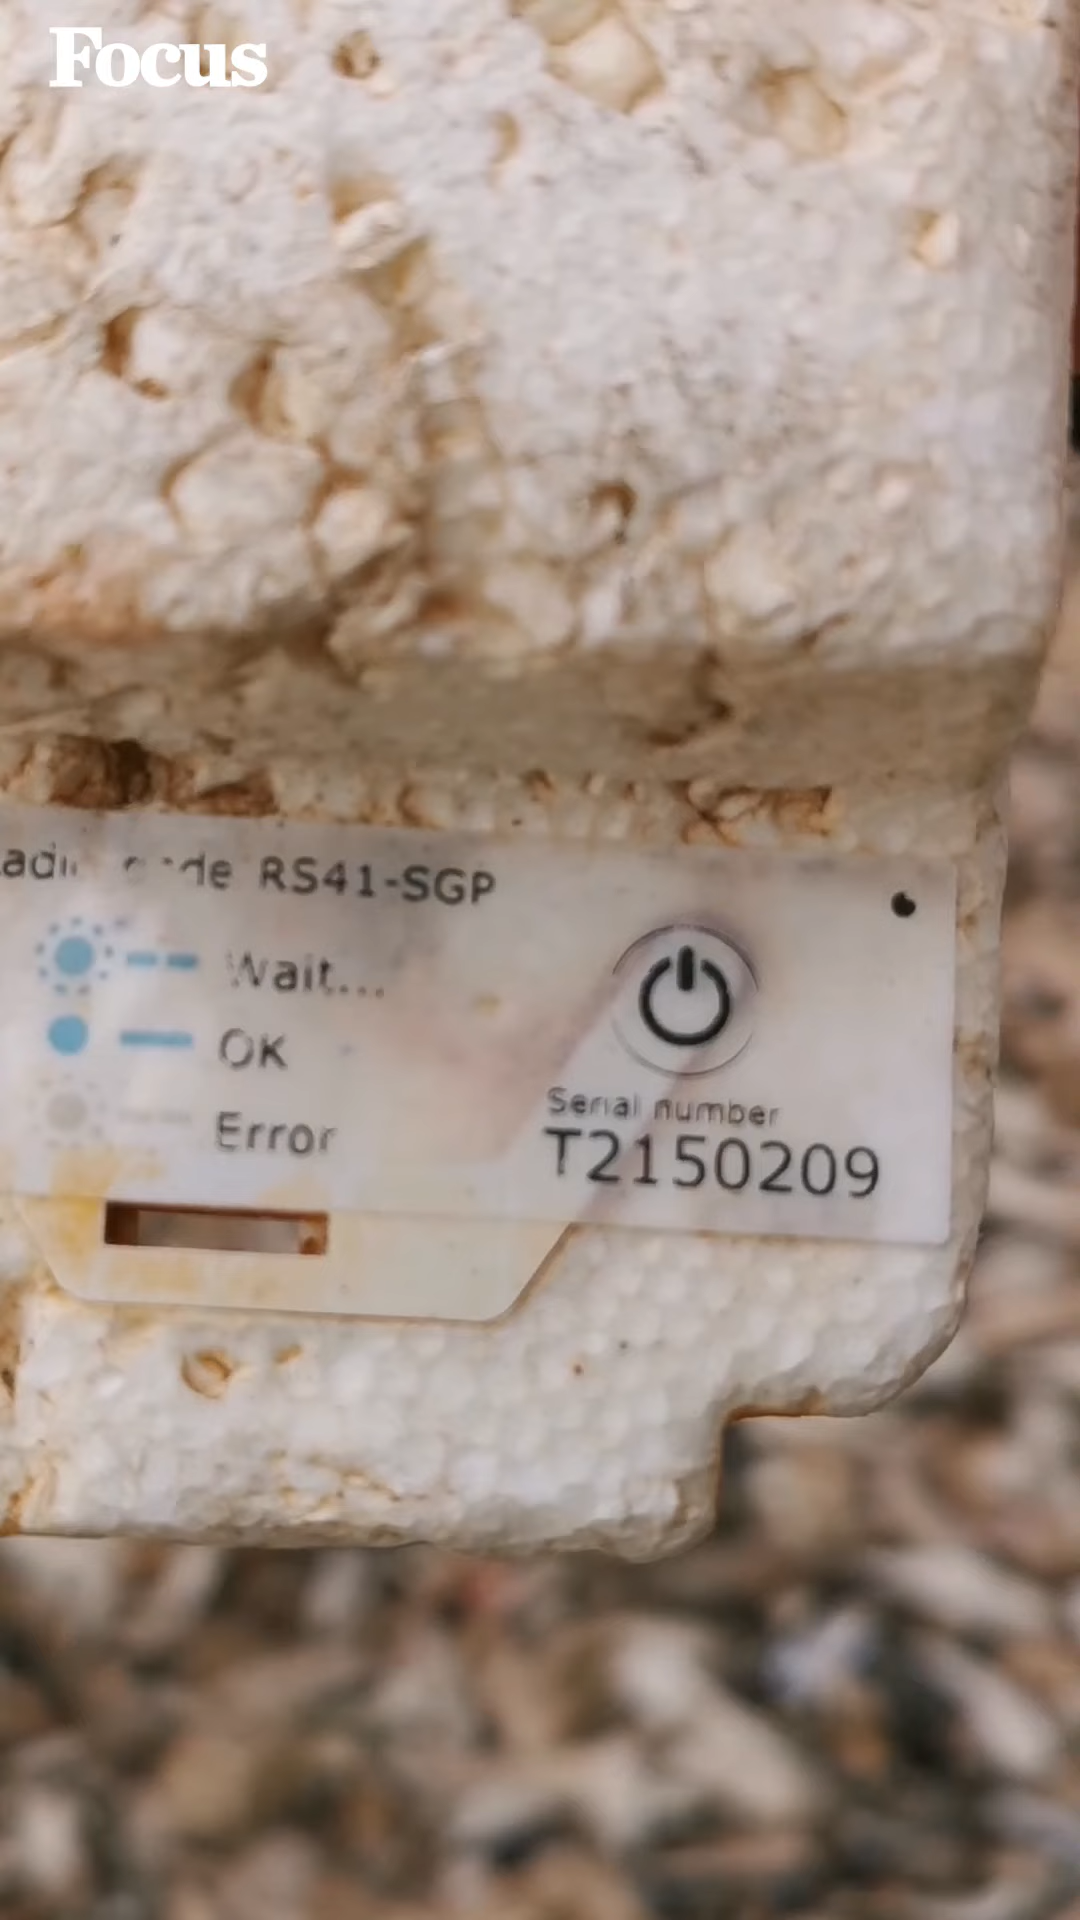 Focus
RS41-SGP
Wait...
OK
Error
Serial number
T2150209